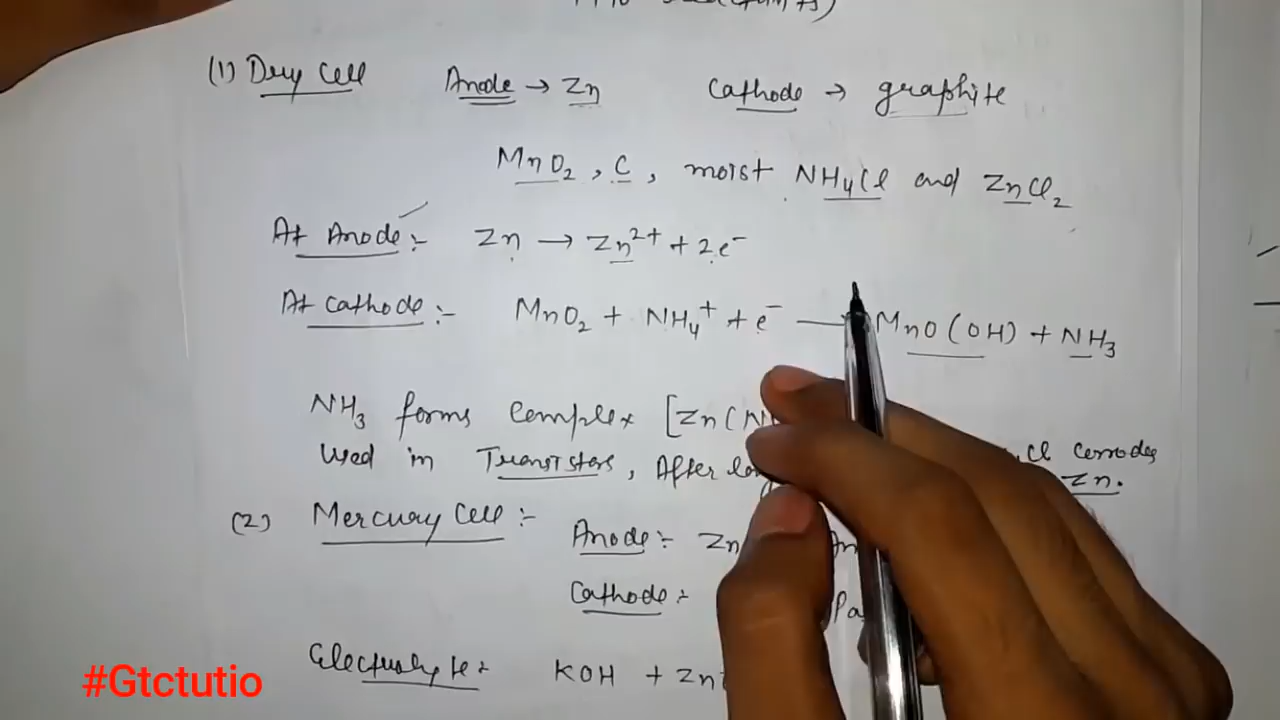 (1) Dry Cell Anode → Zn Cathode → graphite
MnO₂, C, moist NH₄Cl and ZnCl₂
At Anode:- Zn → Zn²⁺ + 2e⁻
At Cathode:- MnO₂ + NH₄⁺ + e⁻ → MnO(OH) + NH₃
NH₃ forms complex [Zn(N
Cl corrodes
Used in Transistors, After long Zn.
(2) Mercury Cell:- Anode:- Zn
Cathode:-
Electrolyte:- KOH + Zn
#Gtctutio